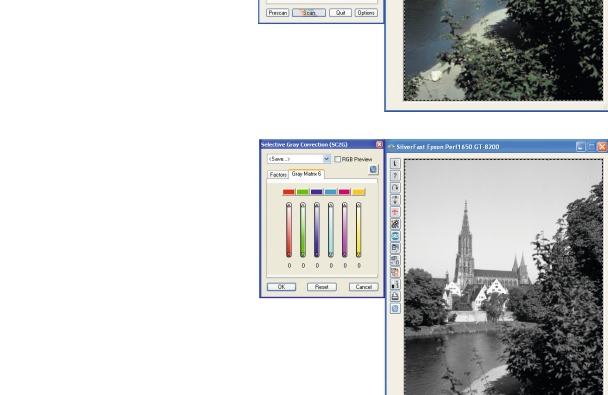 Prescan Scan Quit Options
Selective Gray Correction (SC2G)
<Save...>
RGB Preview
Factors Gray Matrix 6
0 0 0 0 0 0
OK Reset Cancel
SilverFast Epson Perf1650 GT-8200